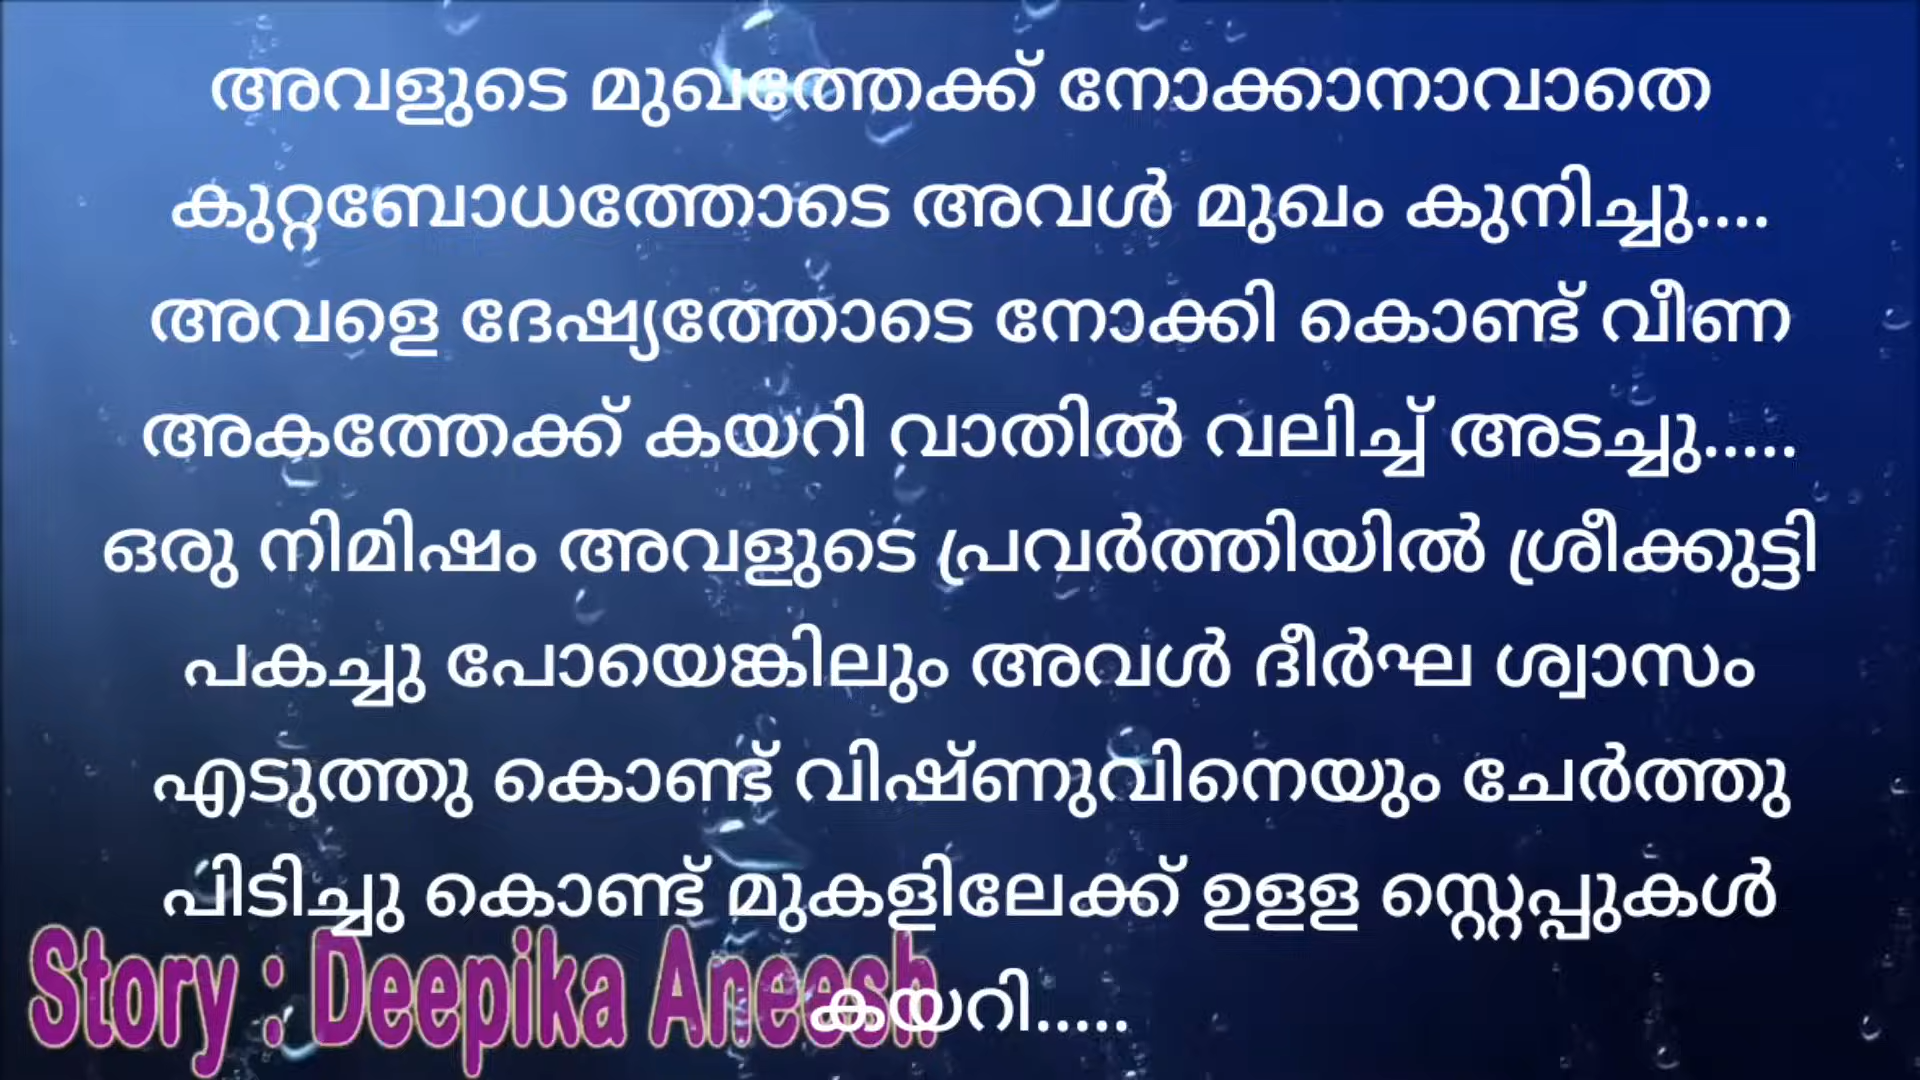 അവളുടെ മുഖത്തേക്ക് നോക്കാനാവാതെ
കുറ്റബോധത്തോടെ അവൾ മുഖം കുനിച്ചു....
അവളെ ദേഷ്യത്തോടെ നോക്കി കൊണ്ട് വീണ
അകത്തേക്ക് കയറി വാതിൽ വലിച്ച് അടച്ചു.....
ഒരു നിമിഷം അവളുടെ പ്രവർത്തിയിൽ ശ്രീക്കുട്ടി
പകച്ചു പോയെങ്കിലും അവൾ ദീർഘ ശ്വാസം
എടുത്തു കൊണ്ട് വിഷ്ണുവിനെയും ചേർത്തു
പിടിച്ചു കൊണ്ട് മുകളിലേക്ക് ഉള്ള സ്റ്റെപ്പുകൾ
കയറി.....
Story : Deepika Aneesh